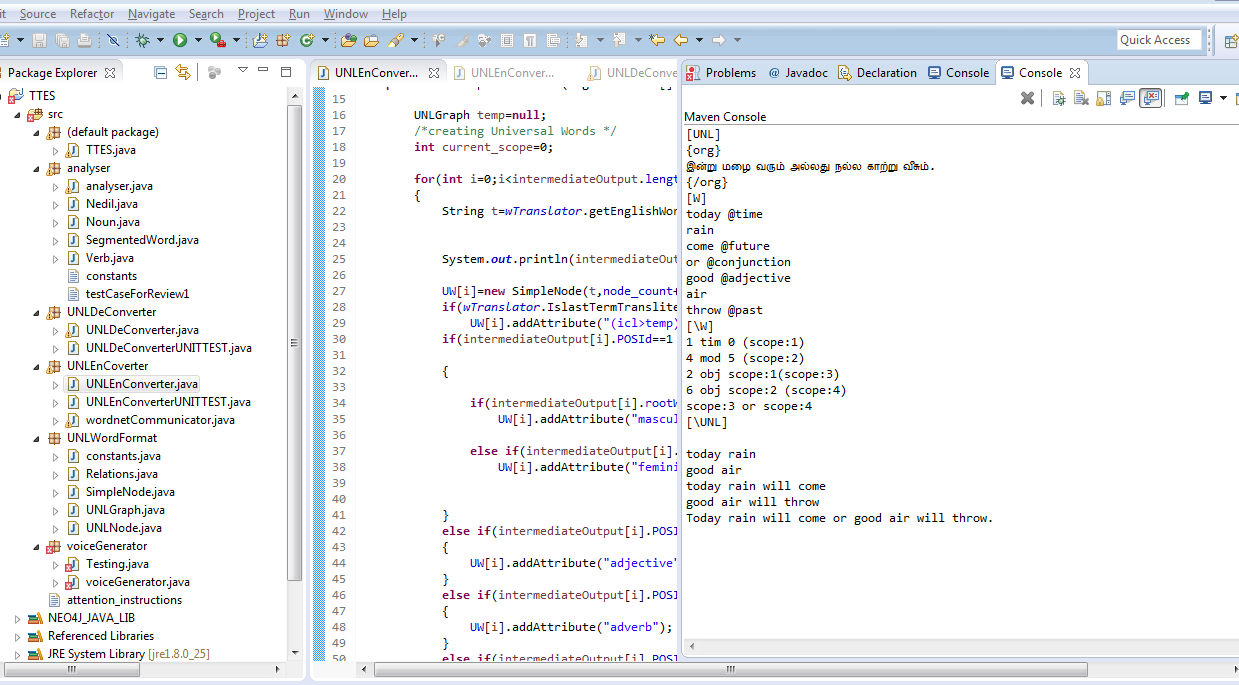 it Source Refactor Navigate Search Project Run Window Help
Quick Access
Package Explorer
TTES
src
(default package)
TTES.java
analyser
analyser.java
Nedil.java
Noun.java
SegmentedWord.java
Verb.java
constants
testCaseForReview1
UNLDeConverter
UNLDeConverter.java
UNLDeConverterUNITTEST.java
UNLEnCoverter
UNLEnConverter.java
UNLEnConverterUNITTEST.java
wordnetCommunicator.java
UNLWordFormat
constants.java
Relations.java
SimpleNode.java
UNLGraph.java
UNLNode.java
voiceGenerator
Testing.java
voiceGenerator.java
attention_instructions
NEO4J_JAVA_LIB
Referenced Libraries
JRE System Library [jre1.8.0_25]
UNLEnConver... UNLEnConver... UNLDeConve
15
16 UNLGraph temp=null;
17 /*creating Universal Words */
18 int current_scope=0;
19
20 for(int i=0;i<intermediateOutput.lengt
21 {
22 String t=wTranslator.getEnglishWor
23
24
25 System.out.println(intermediateOut
26
27 UW[i]=new SimpleNode(t,node_count+
28 if(wTranslator.IslastTermTranslite
29 UW[i].addAttribute("(icl>temp)
30 if(intermediateOutput[i].POSId==1
31
32 {
33
34 if(intermediateOutput[i].rootW
35 UW[i].addAttribute("mascul
36
37 else if(intermediateOutput[i].
38 UW[i].addAttribute("femini
39
40
41 }
42 else if(intermediateOutput[i].POSI
43 {
44 UW[i].addAttribute("adjective"
45 }
46 else if(intermediateOutput[i].POSI
47 {
48 UW[i].addAttribute("adverb");
49 }
50 else if(intermediateOutput[i].POSI
Problems @ Javadoc Declaration Console Console
Maven Console
[UNL]
{org}
இன்று மழை வரும் அல்லது நல்ல காற்று வீசும்.
{/org}
[W]
today @time
rain
come @future
or @conjunction
good @adjective
air
throw @past
[\W]
1 tim 0 (scope:1)
4 mod 5 (scope:2)
2 obj scope:1(scope:3)
6 obj scope:2 (scope:4)
scope:3 or scope:4
[\UNL]
today rain
good air
today rain will come
good air will throw
Today rain will come or good air will throw.